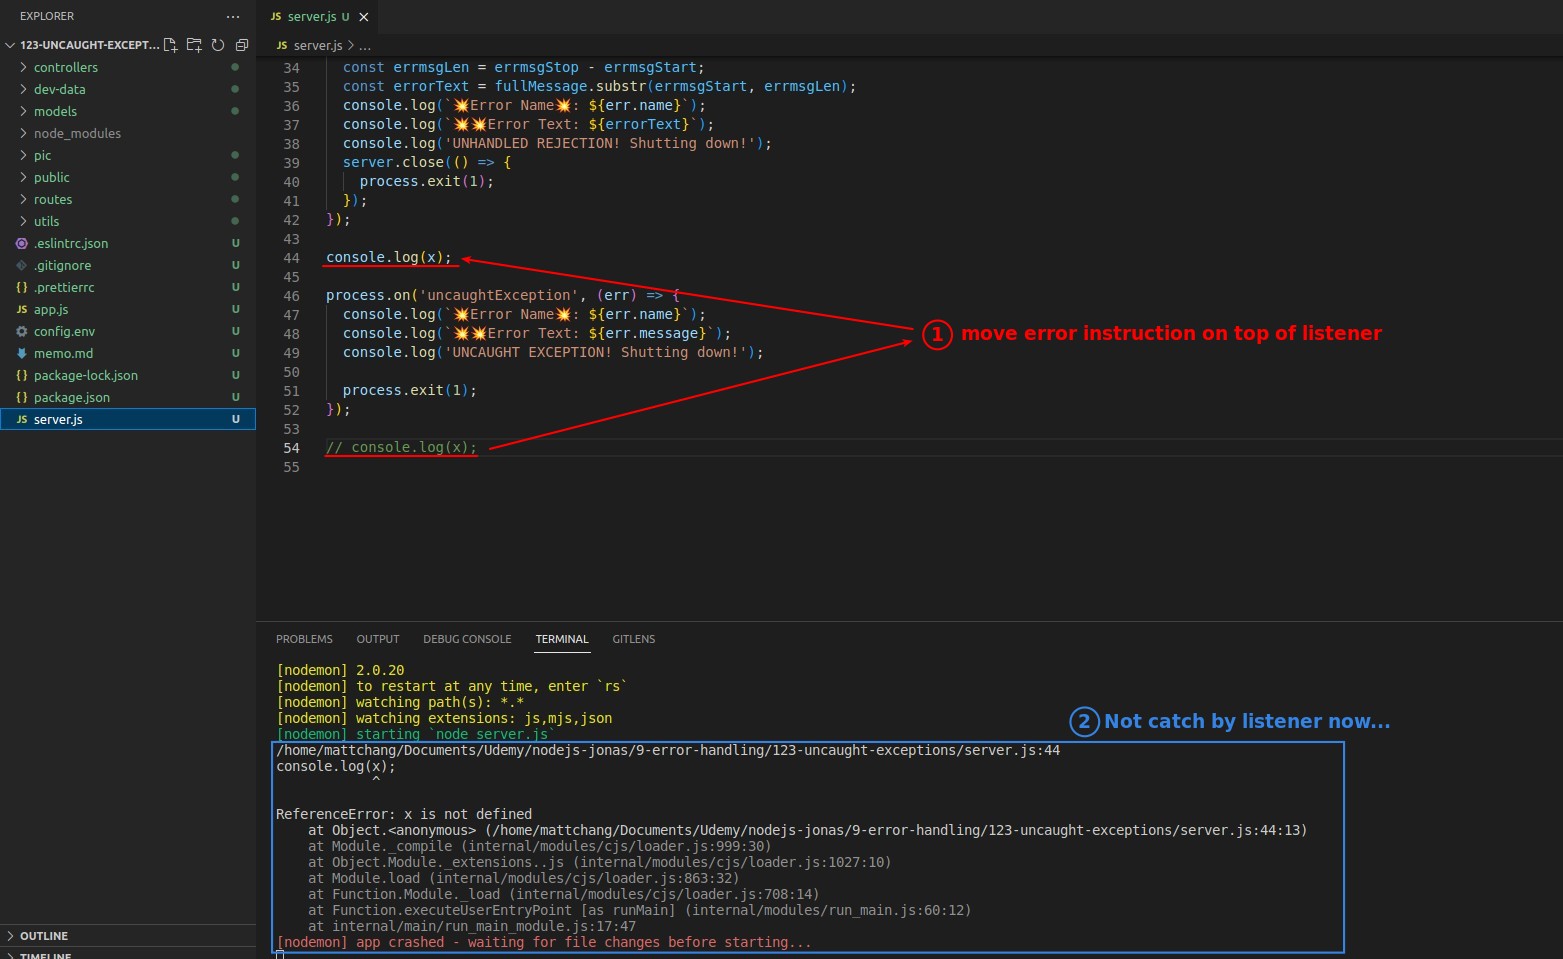 EXPLORER
123-UNCAUGHT-EXCEPT...
controllers
dev-data
models
node_modules
pic
public
routes
utils
.eslintrc.json U
.gitignore U
.prettierrc U
app.js U
config.env U
memo.md U
package-lock.json U
package.json U
server.js U
OUTLINE
TIMELINE
JS server.js U
JS server.js > ...
34 const errmsgLen = errmsgStop - errmsgStart;
35 const errorText = fullMessage.substr(errmsgStart, errmsgLen);
36 console.log(`💥Error Name💥: ${err.name}`);
37 console.log(`💥💥Error Text: ${errorText}`);
38 console.log('UNHANDLED REJECTION! Shutting down!');
39 server.close(() => {
40 process.exit(1);
41 });
42 });
43
44 console.log(x);
45
46 process.on('uncaughtException', (err) => {
47 console.log(`💥Error Name💥: ${err.name}`);
48 console.log(`💥💥Error Text: ${err.message}`);
49 console.log('UNCAUGHT EXCEPTION! Shutting down!');
50
51 process.exit(1);
52 });
53
54 // console.log(x);
55
1 move error instruction on top of listener
PROBLEMS OUTPUT DEBUG CONSOLE TERMINAL GITLENS
[nodemon] 2.0.20
[nodemon] to restart at any time, enter `rs`
[nodemon] watching path(s): *.*
[nodemon] watching extensions: js,mjs,json
[nodemon] starting `node server.js`
2 Not catch by listener now...
/home/mattchang/Documents/Udemy/nodejs-jonas/9-error-handling/123-uncaught-exceptions/server.js:44
console.log(x);
^
ReferenceError: x is not defined
at Object.<anonymous> (/home/mattchang/Documents/Udemy/nodejs-jonas/9-error-handling/123-uncaught-exceptions/server.js:44:13)
at Module._compile (internal/modules/cjs/loader.js:999:30)
at Object.Module._extensions..js (internal/modules/cjs/loader.js:1027:10)
at Module.load (internal/modules/cjs/loader.js:863:32)
at Function.Module._load (internal/modules/cjs/loader.js:708:14)
at Function.executeUserEntryPoint [as runMain] (internal/modules/run_main.js:60:12)
at internal/main/run_main_module.js:17:47
[nodemon] app crashed - waiting for file changes before starting...